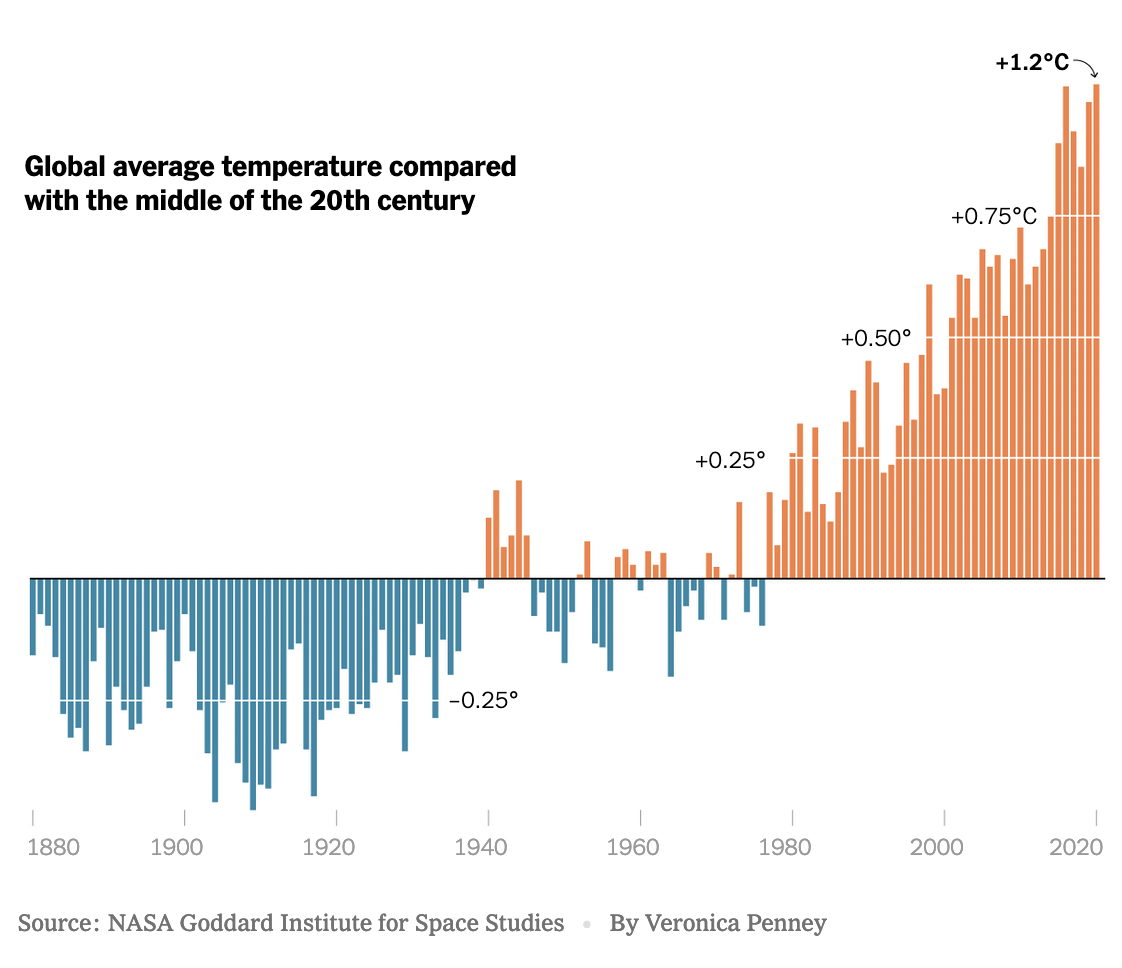 +1.2°C
Global average temperature compared
with the middle of the 20th century
+0.75°C
+0.50°
+0.25°
−0.25°
1880 1900 1920 1940 1960 1980 2000 2020
Source: NASA Goddard Institute for Space Studies • By Veronica Penney